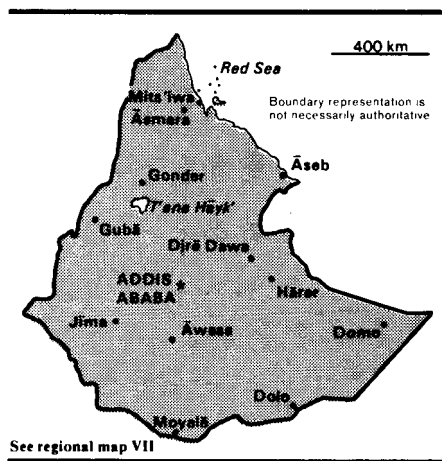 400 km
Red Sea
Mits'iwa
Boundary representation is
not necessarily authoritative
Āsmera
Āseb
Gonder
T'ana Hāyk'
Gubā
Dirē Dawa
ADDIS
ABABA
Hārer
Jīma
Āwasa
Domo
Dolo
Moyalē
See regional map VII